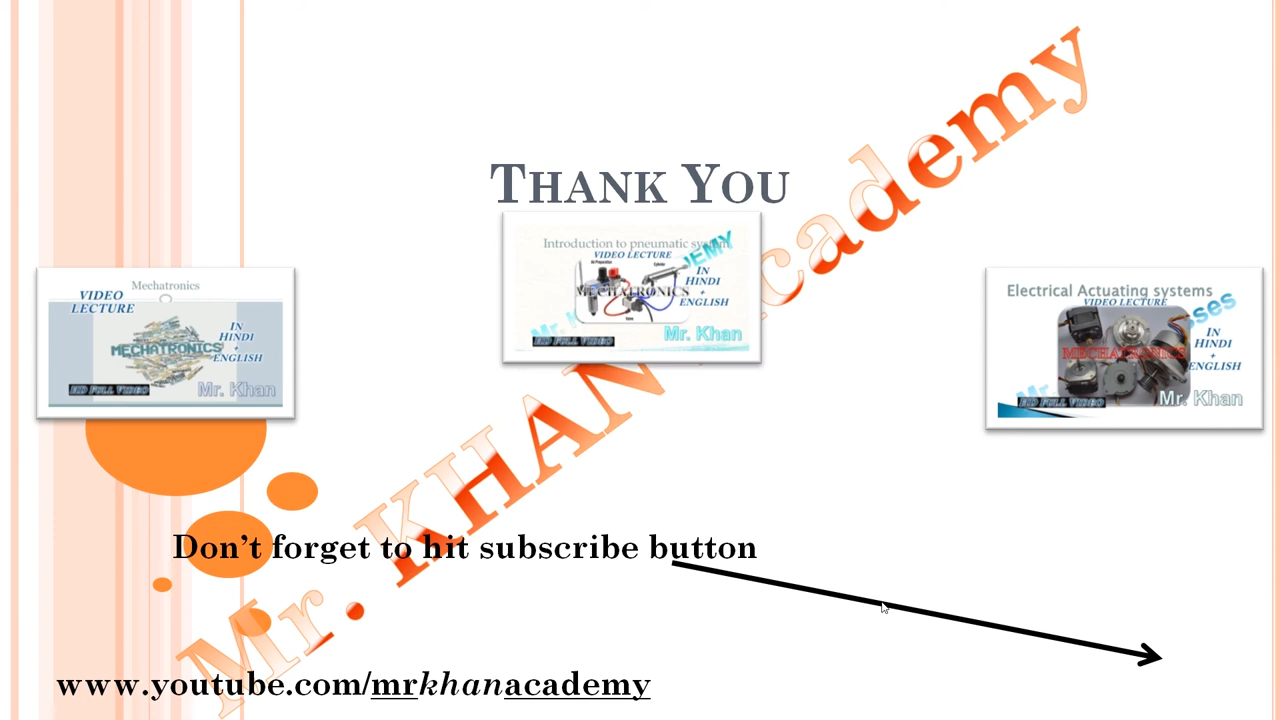 Thank You
Introduction to pneumatic system
VIDEO LECTURE
IN
HINDI
+
ENGLISH
MECHATRONICS
Mr. Khan
Mechatronics
VIDEO
LECTURE
IN
HINDI
+
ENGLISH
MECHATRONICS
Mr. Khan
Electrical Actuating systems
VIDEO LECTURE
IN
HINDI
+
ENGLISH
MECHATRONICS
Mr. Khan
Mr. KHAN Academy
Don’t forget to hit subscribe button
www.youtube.com/mrkhanacademy